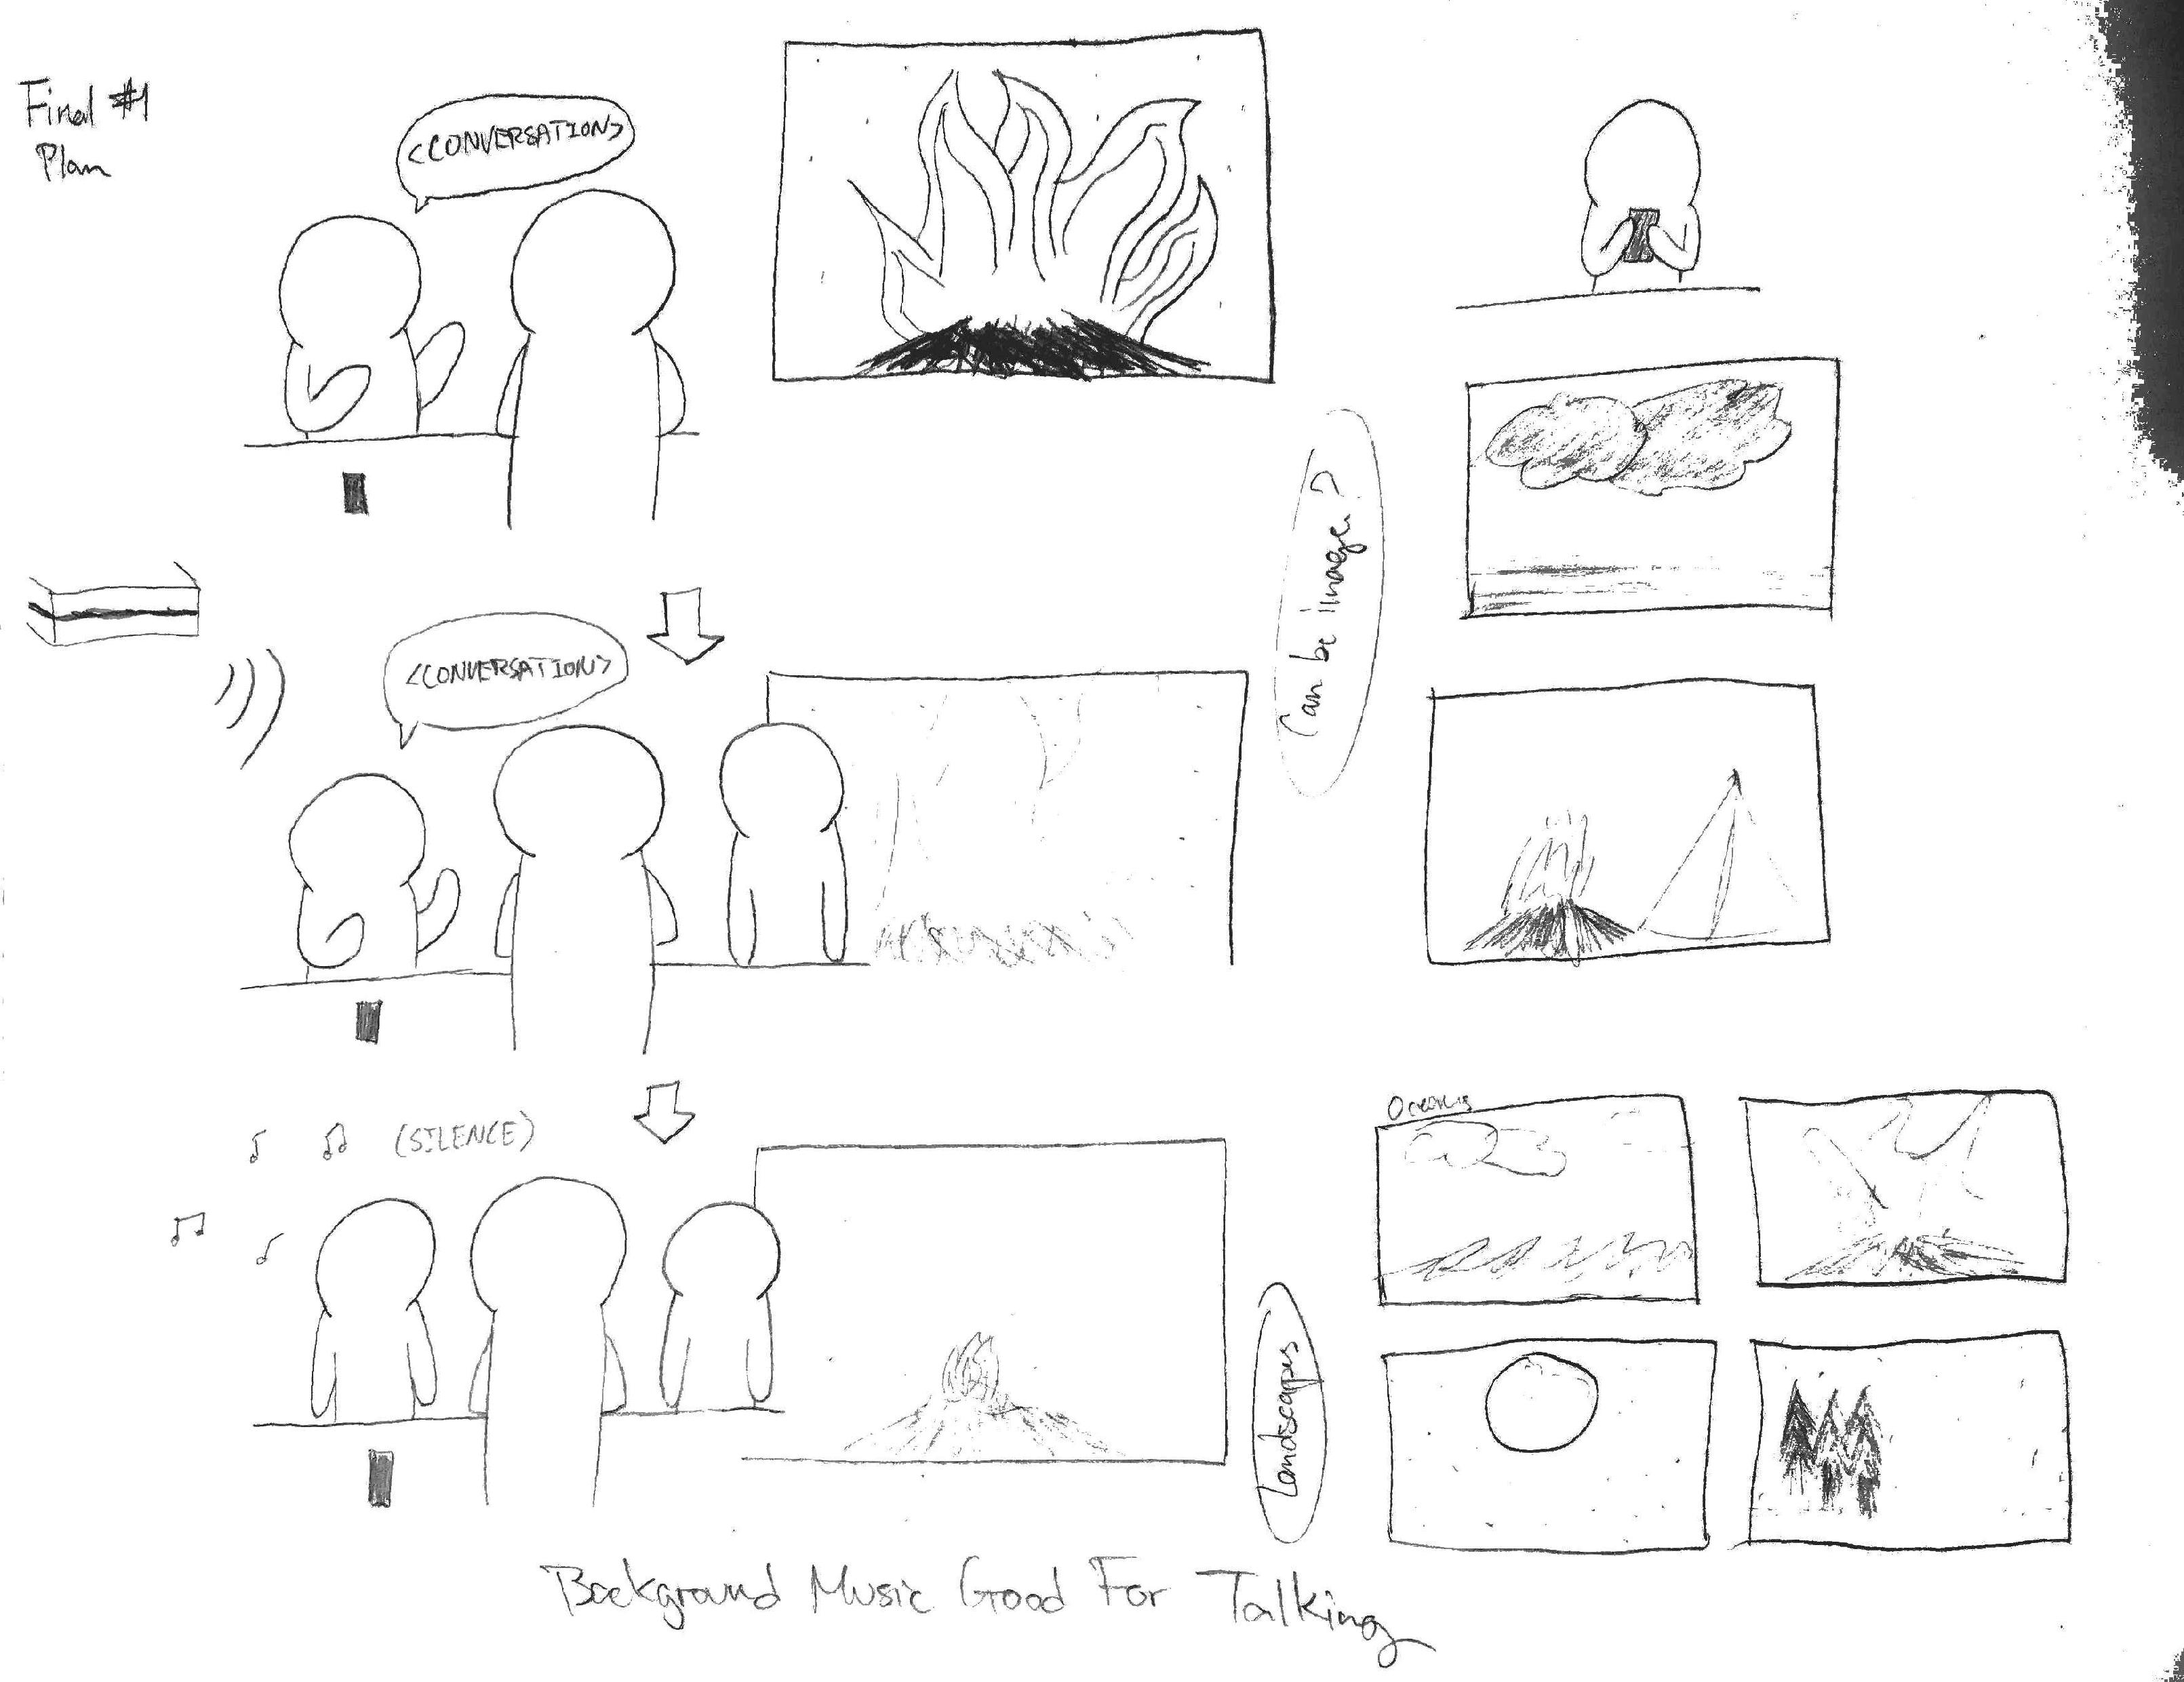 Final #1
Plan
<CONVERSATION>
Can be image?
<CONVERSATION>
(SILENCE)
Oceans
Landscapes
Background Music Good For Talking